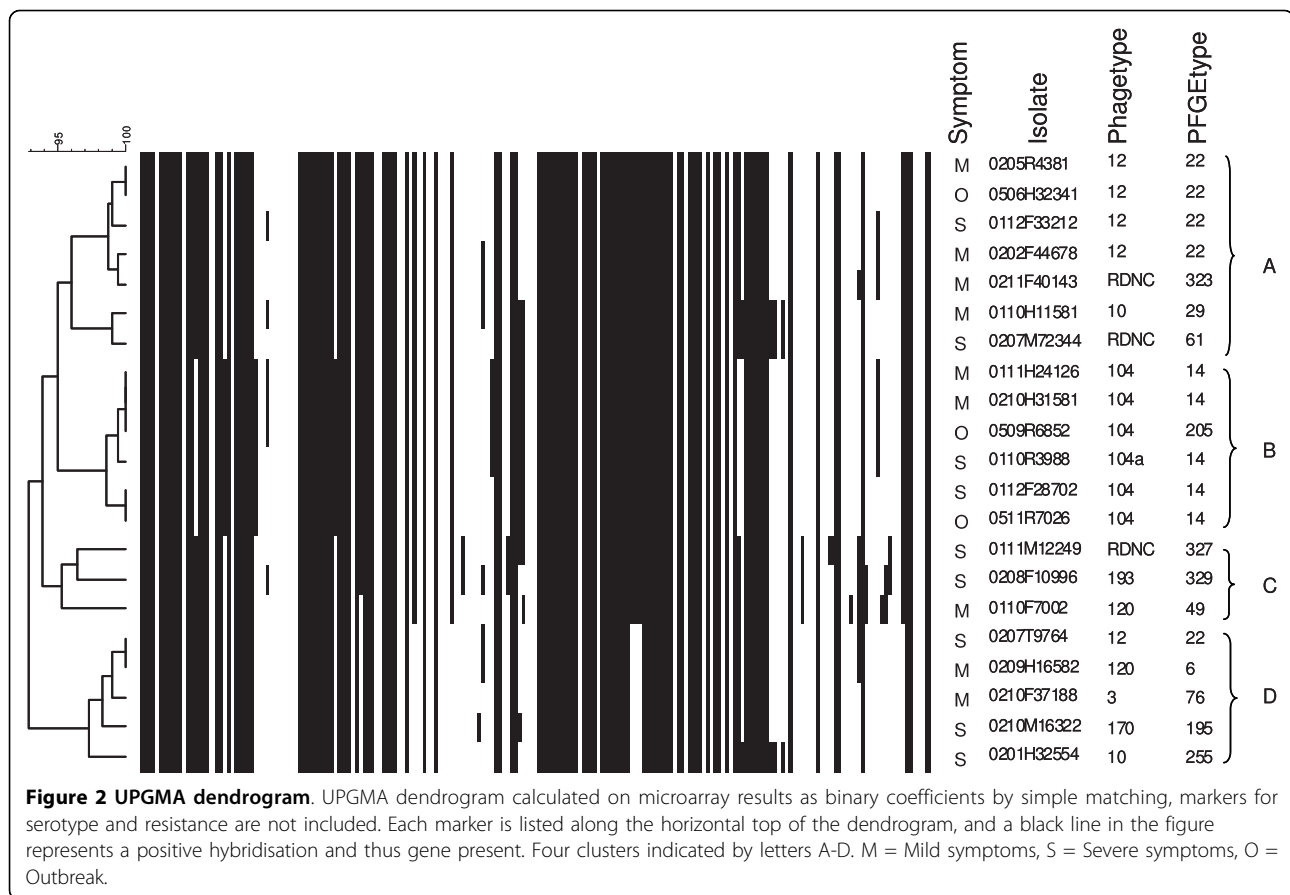 Symptom Isolate Phagetype PFGEtype
95 100
M 0205R4381 12 22
O 0506H32341 12 22
S 0112F33212 12 22
M 0202F44678 12 22
M 0211F40143 RDNC 323
A
M 0110H11581 10 29
S 0207M72344 RDNC 61
M 0111H24126 104 14
M 0210H31581 104 14
O 0509R6852 104 205
B
S 0110R3988 104a 14
S 0112F28702 104 14
O 0511R7026 104 14
S 0111M12249 RDNC 327
S 0208F10996 193 329
C
M 0110F7002 120 49
S 0207T9764 12 22
M 0209H16582 120 6
M 0210F37188 3 76
D
S 0210M16322 170 195
S 0201H32554 10 255
Figure 2 UPGMA dendrogram. UPGMA dendrogram calculated on microarray results as binary coefficients by simple matching, markers for
serotype and resistance are not included. Each marker is listed along the horizontal top of the dendrogram, and a black line in the figure
represents a positive hybridisation and thus gene present. Four clusters indicated by letters A-D. M = Mild symptoms, S = Severe symptoms, O =
Outbreak.